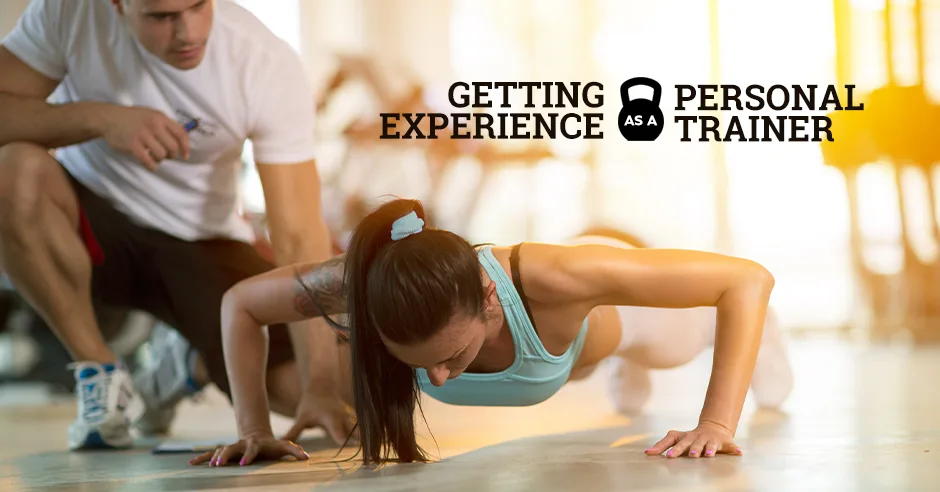 GETTING
EXPERIENCE
AS A
PERSONAL
TRAINER